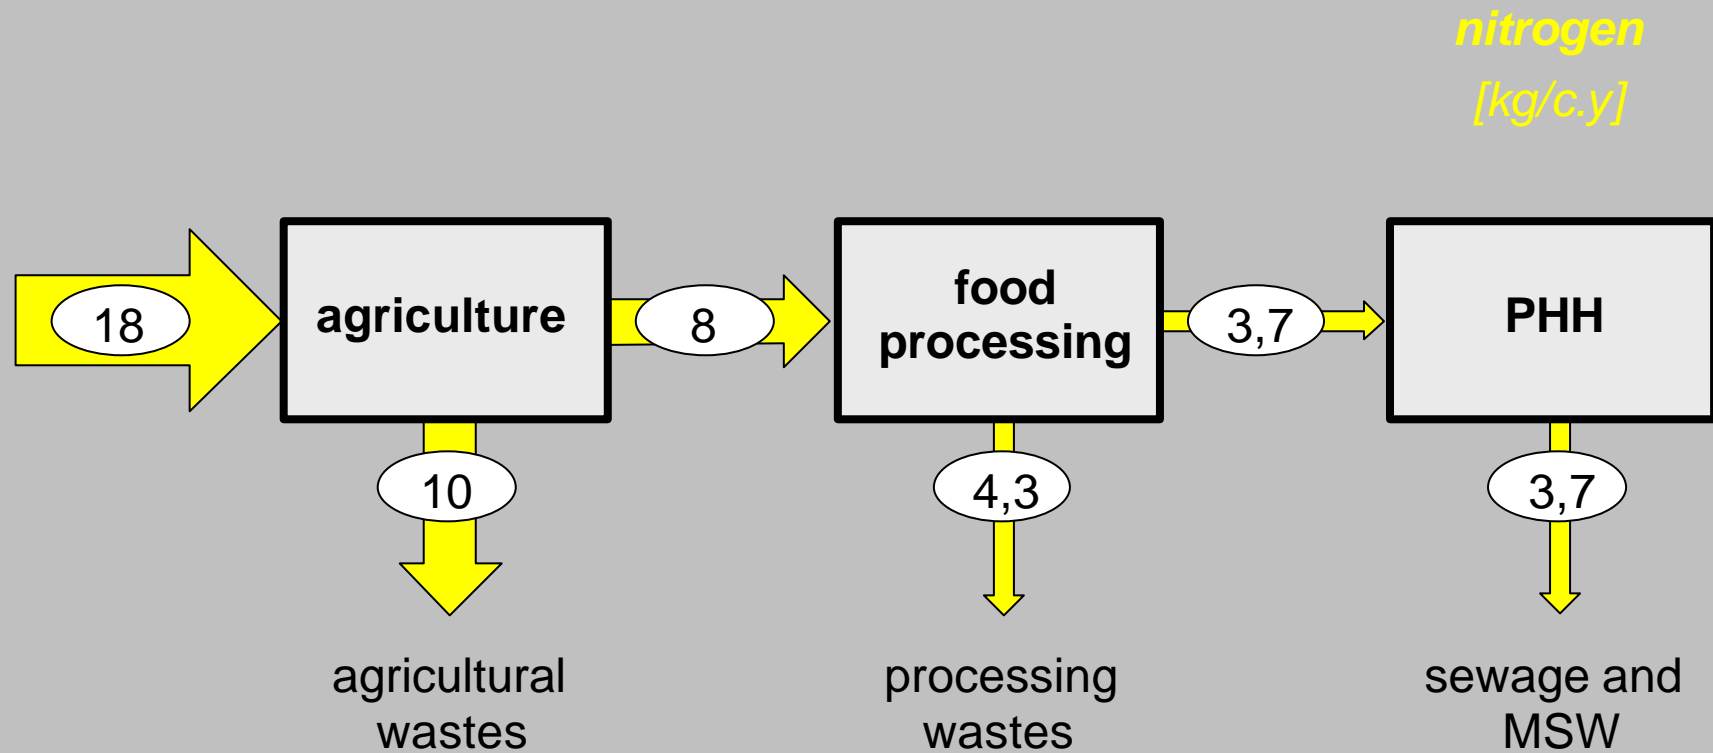 nitrogen
[kg/c.y]
18
agriculture
8
food
processing
3,7
PHH
10
4,3
3,7
agricultural
wastes
processing
wastes
sewage and
MSW